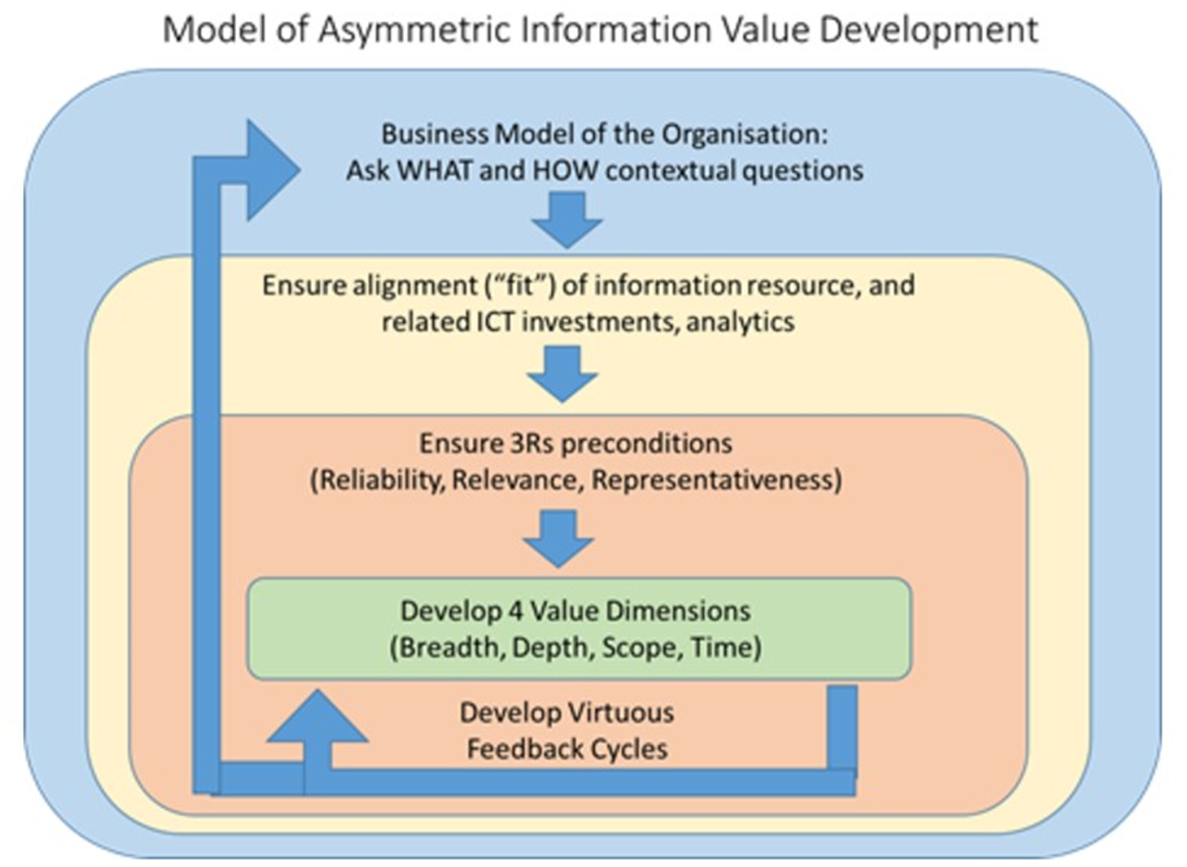 Model of Asymmetric Information Value Development
Business Model of the Organisation:
Ask WHAT and HOW contextual questions
Ensure alignment (“fit”) of information resource, and
related ICT investments, analytics
Ensure 3Rs preconditions
(Reliability, Relevance, Representativeness)
Develop 4 Value Dimensions
(Breadth, Depth, Scope, Time)
Develop Virtuous
Feedback Cycles